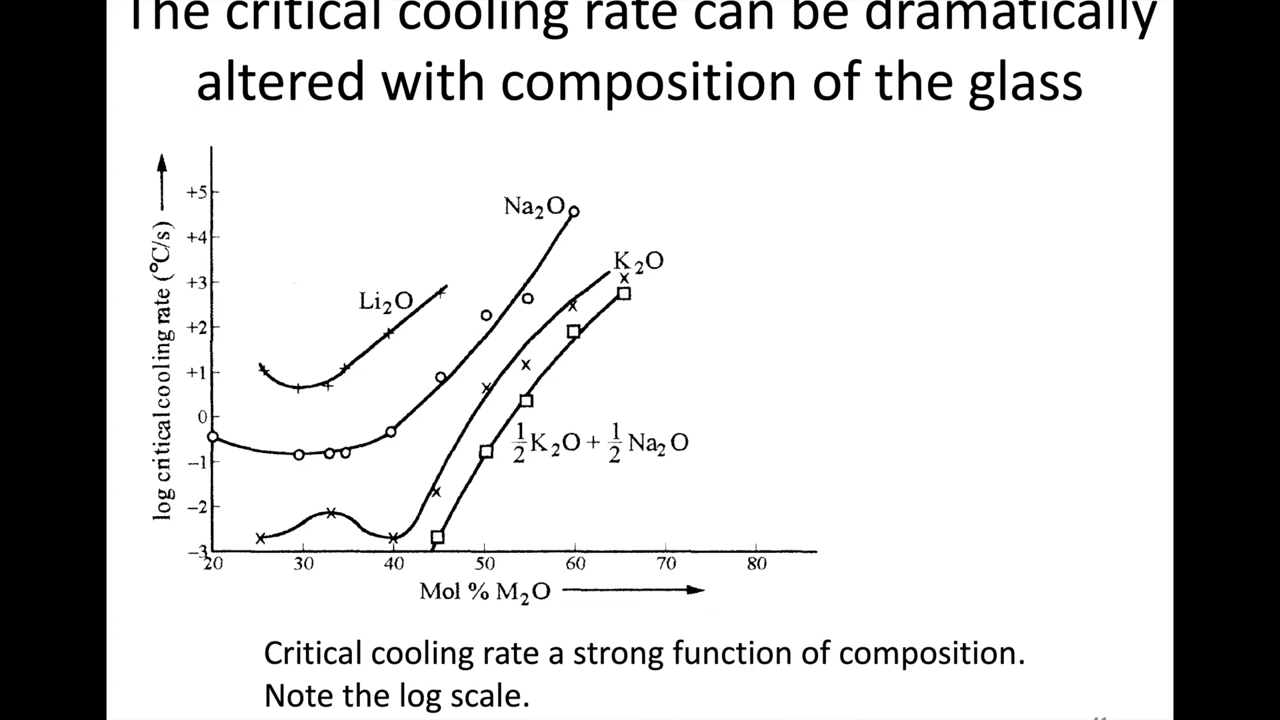 The critical cooling rate can be dramatically
altered with composition of the glass
log critical cooling rate (°C/s)
+5
+4
+3
+2
+1
0
−1
−2
−3
20
30
40
50
60
70
80
Mol % M₂O
Na₂O
K₂O
Li₂O
½K₂O + ½Na₂O
Critical cooling rate a strong function of composition.
Note the log scale.